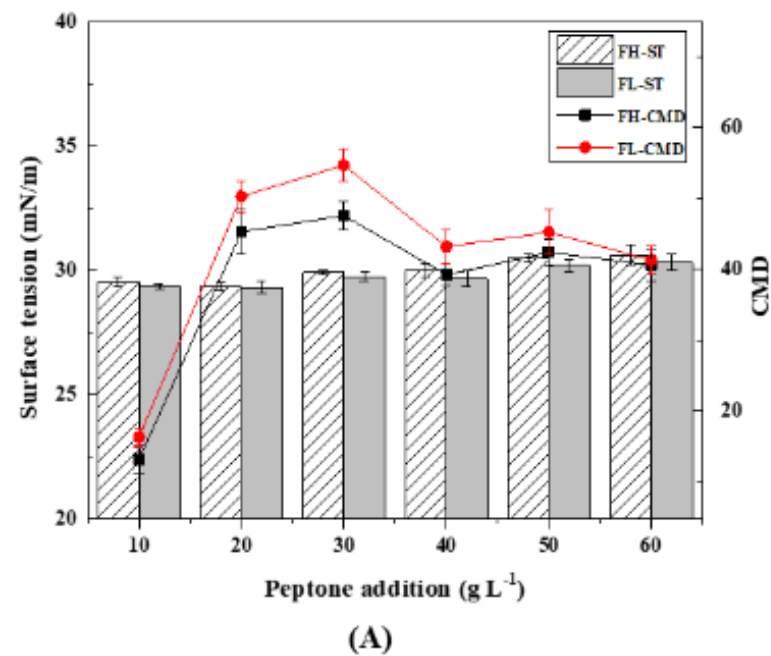 40
35
30
25
20
Surface tension (mN/m)
FH-ST
FL-ST
FH-CMD
FL-CMD
60
40
20
CMD
10 20 30 40 50 60
Peptone addition (g L⁻¹)
(A)